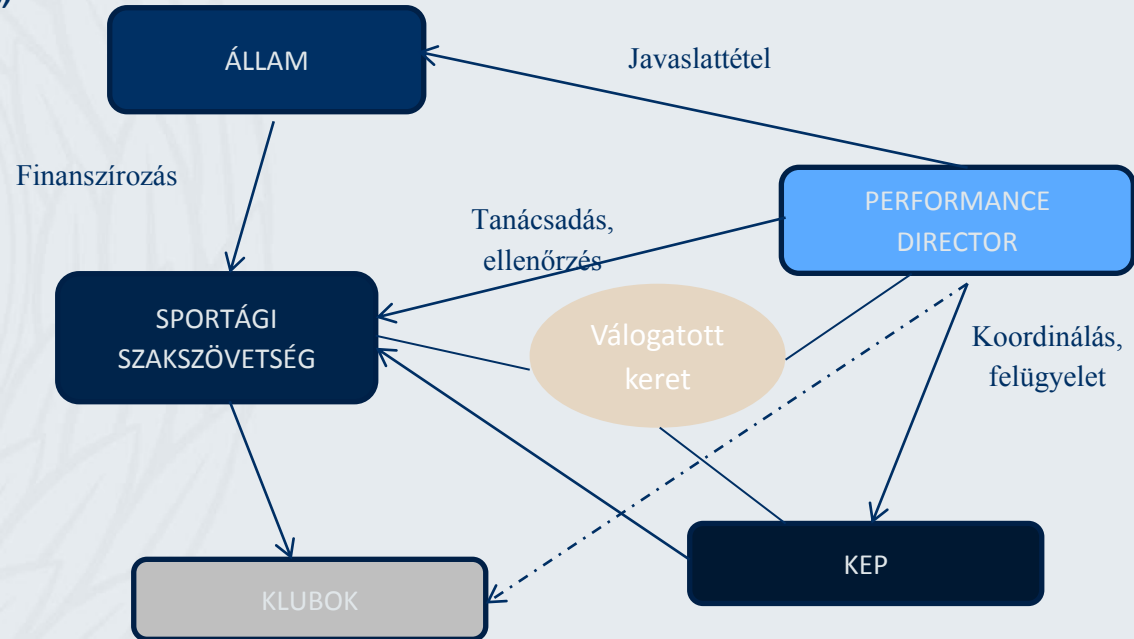 ”
ÁLLAM
Javaslattétel
Finanszírozás
PERFORMANCE
DIRECTOR
Tanácsadás,
ellenőrzés
SPORTÁGI
SZAKSZÖVETSÉG
Válogatott
keret
Koordinálás,
felügyelet
KEP
KLUBOK